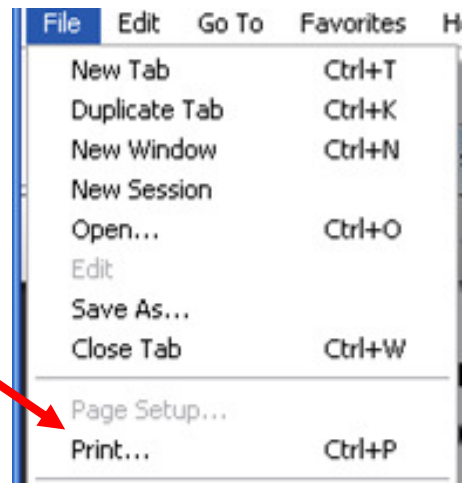 File Edit Go To Favorites H
New Tab Ctrl+T
Duplicate Tab Ctrl+K
New Window Ctrl+N
New Session
Open... Ctrl+O
Edit
Save As...
Close Tab Ctrl+W
Page Setup...
Print... Ctrl+P